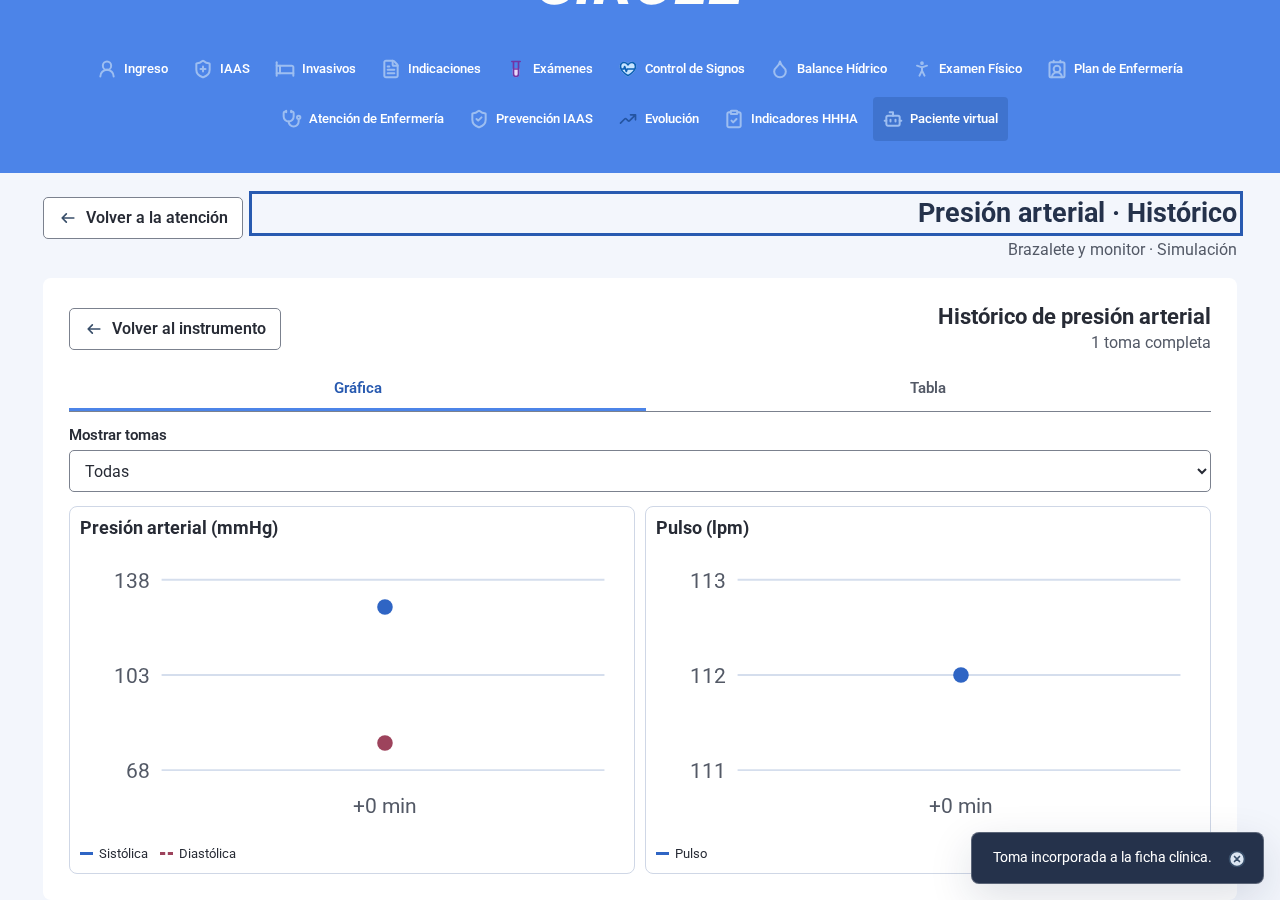 Ingreso
IAAS
Invasivos
Indicaciones
Exámenes
Control de Signos
Balance Hídrico
Examen Físico
Plan de Enfermería
Atención de Enfermería
Prevención IAAS
Evolución
Indicadores HHHA
Paciente virtual
Volver a la atención
Presión arterial · Histórico
Brazalete y monitor · Simulación
Volver al instrumento
Histórico de presión arterial
1 toma completa
Gráfica
Tabla
Mostrar tomas
Todas
Presión arterial (mmHg)
138
103
68
+0 min
Sistólica
Diastólica
Pulso (lpm)
113
112
111
+0 min
Pulso
Toma incorporada a la ficha clínica.